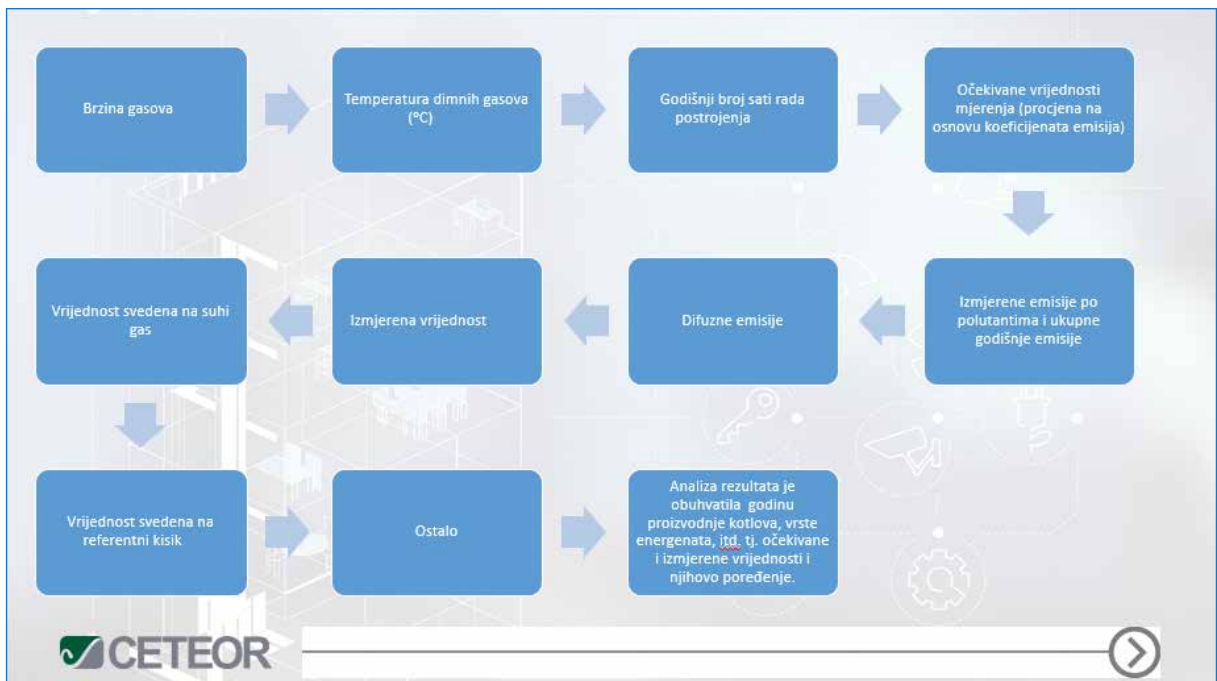 Brzina gasova
Temperatura dimnih gasova
(°C)
Godišnji broj sati rada
postrojenja
Očekivane vrijednosti
mjerenja (procjena na
osnovu koeficijenata emisija)
Izmjerene emisije po
polutantima i ukupne
godišnje emisije
Difuzne emisije
Izmjerena vrijednost
Vrijednost svedena na suhi
gas
Vrijednost svedena na
referentni kisik
Ostalo
Analiza rezultata je
obuhvatila godinu
proizvodnje kotlova, vrste
energenata, itd. tj. očekivane
i izmjerene vrijednosti i
njihovo poređenje.
CETEOR